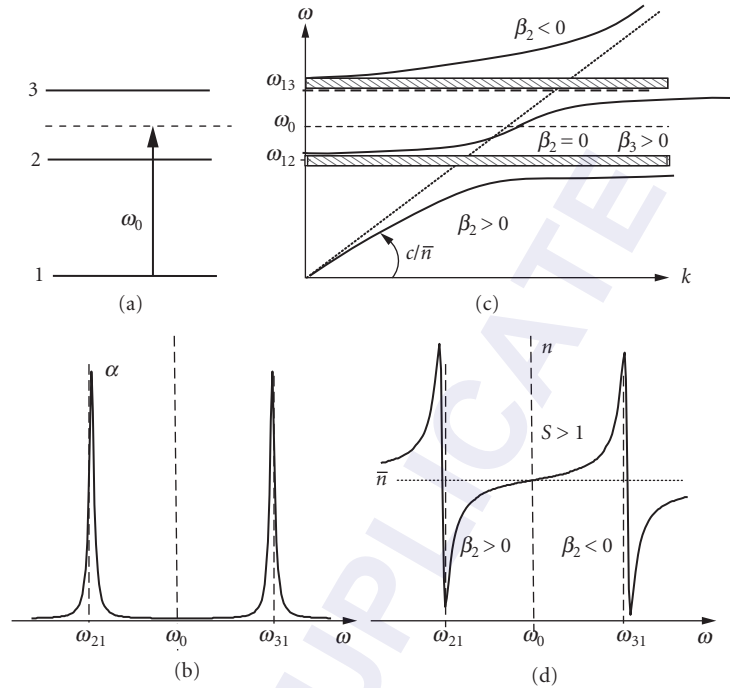 3
2
ω₀
1
(a)
ω
β₂ < 0
ω₁₃
ω₀
ω₁₂
β₂ = 0 β₃ > 0
β₂ > 0
c/n̅
k
(c)
α
ω₂₁ ω₀ ω₃₁ ω
(b)
n
S > 1
n̅
β₂ > 0 β₂ < 0
ω₂₁ ω₀ ω₃₁ ω
(d)
UPLICATE